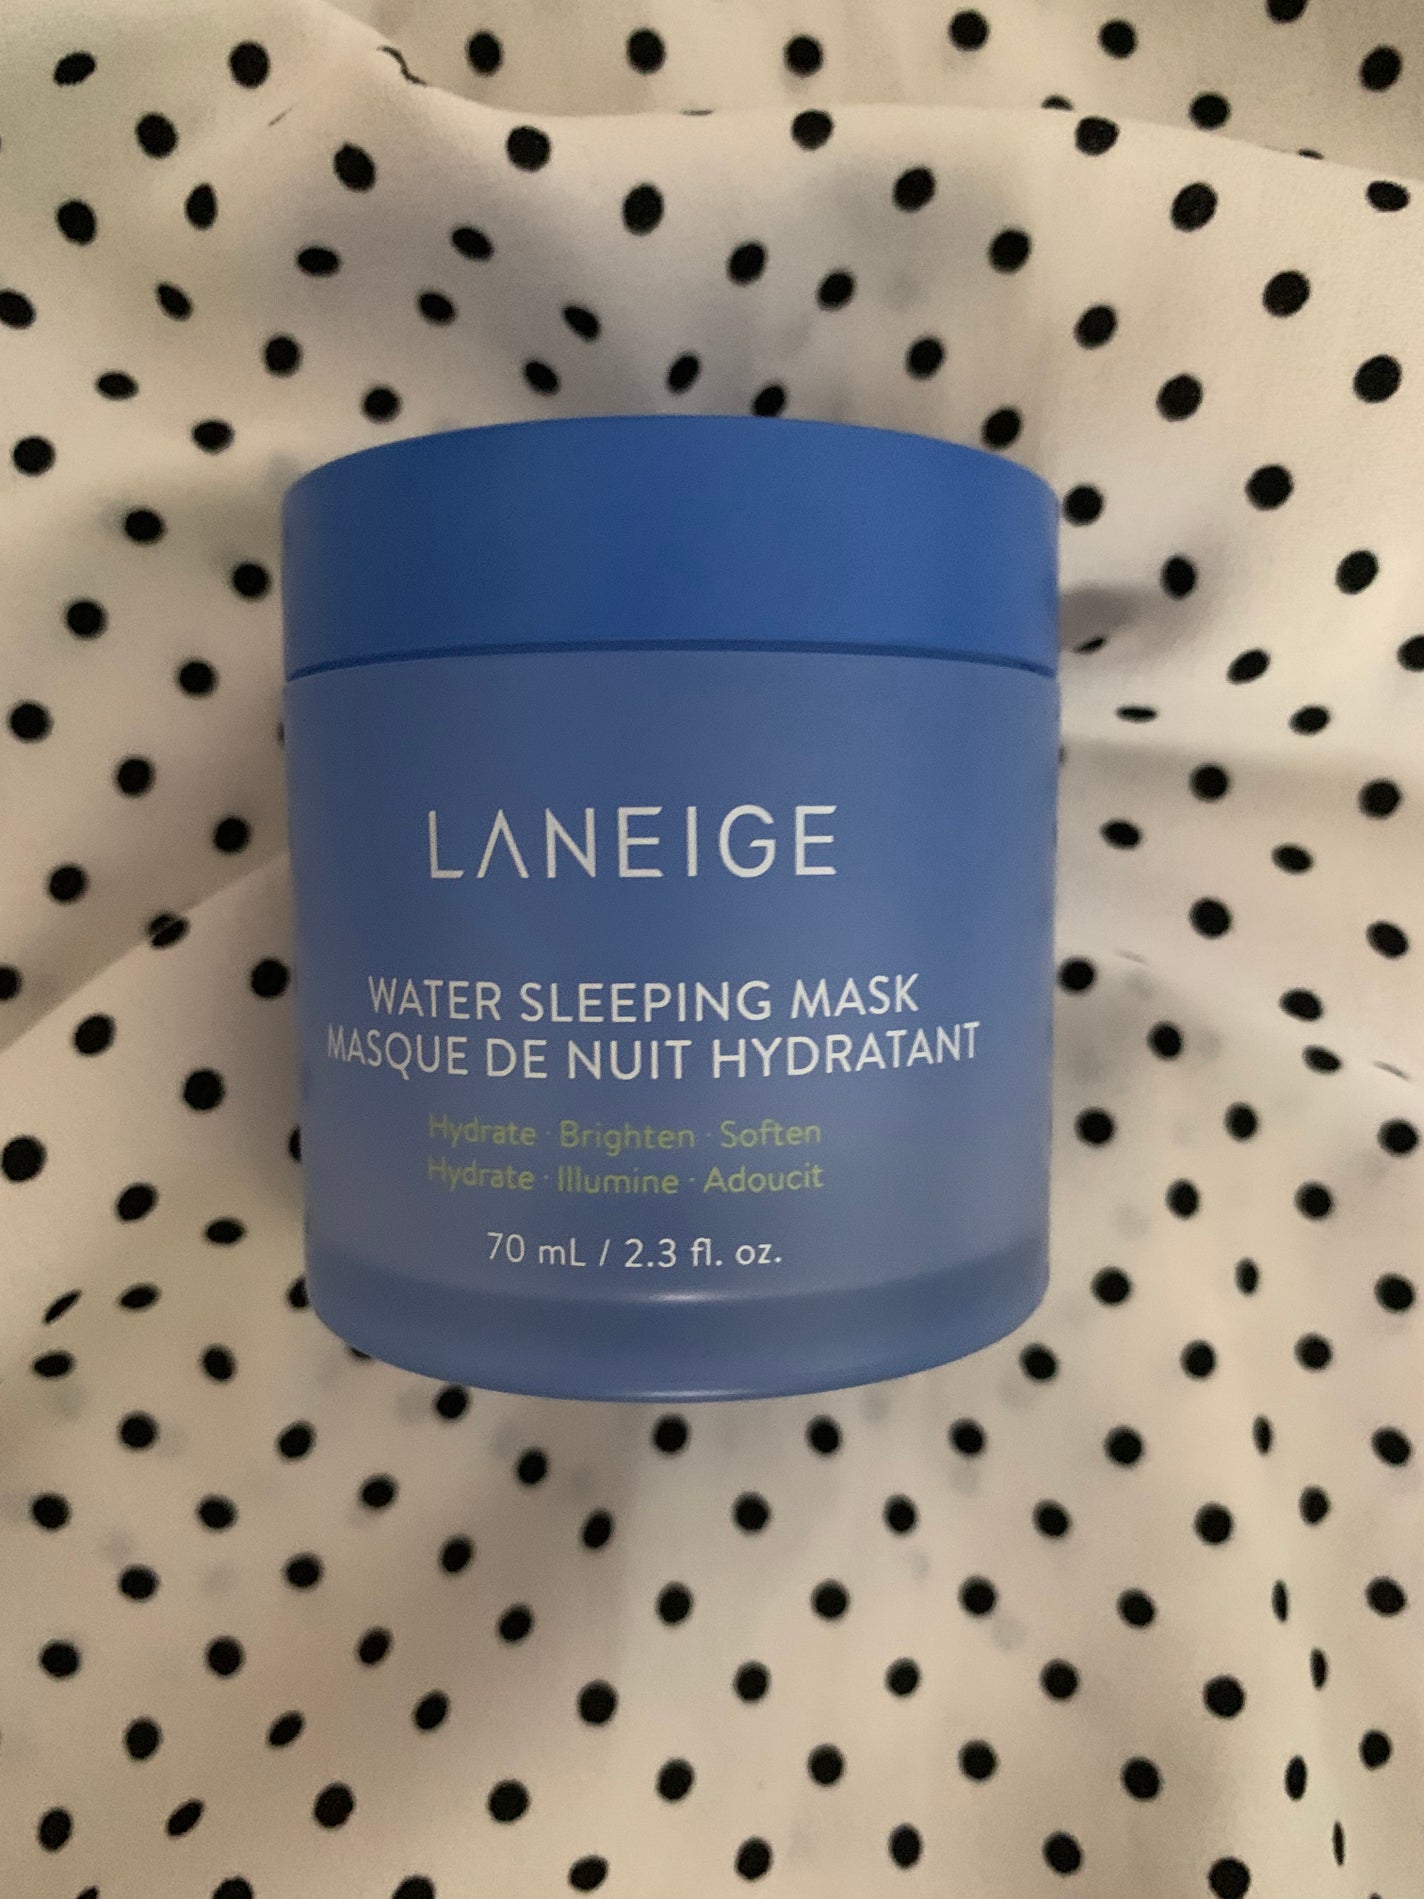 LANEIGE
WATER SLEEPING MASK
MASQUE DE NUIT HYDRATANT
Hydrate · Brighten · Soften
Hydrate · Illumine · Adoucit
70 mL / 2.3 fl. oz.